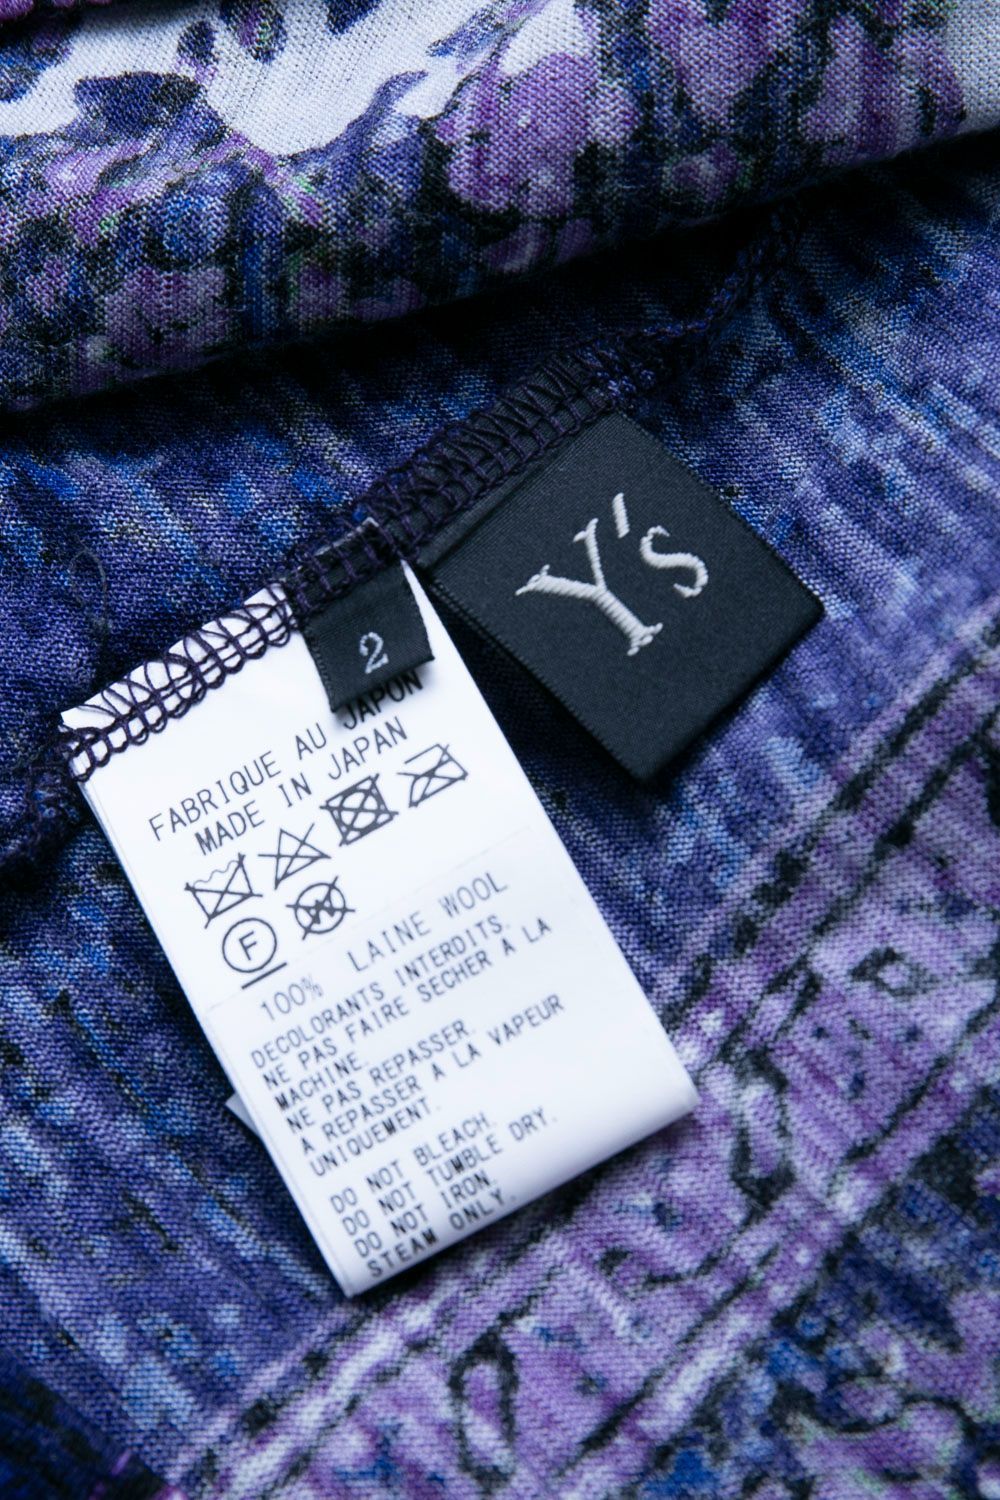 Y's
2
FABRIQUE AU JAPON
MADE IN JAPAN
F
W
100% LAINE WOOL
DECOLORANTS INTERDITS.
NE PAS FAIRE SECHER A LA
MACHINE.
NE PAS REPASSER.
A REPASSER A LA VAPEUR
UNIQUEMENT.
DO NOT BLEACH.
DO NOT TUMBLE DRY.
DO NOT IRON.
STEAM ONLY.